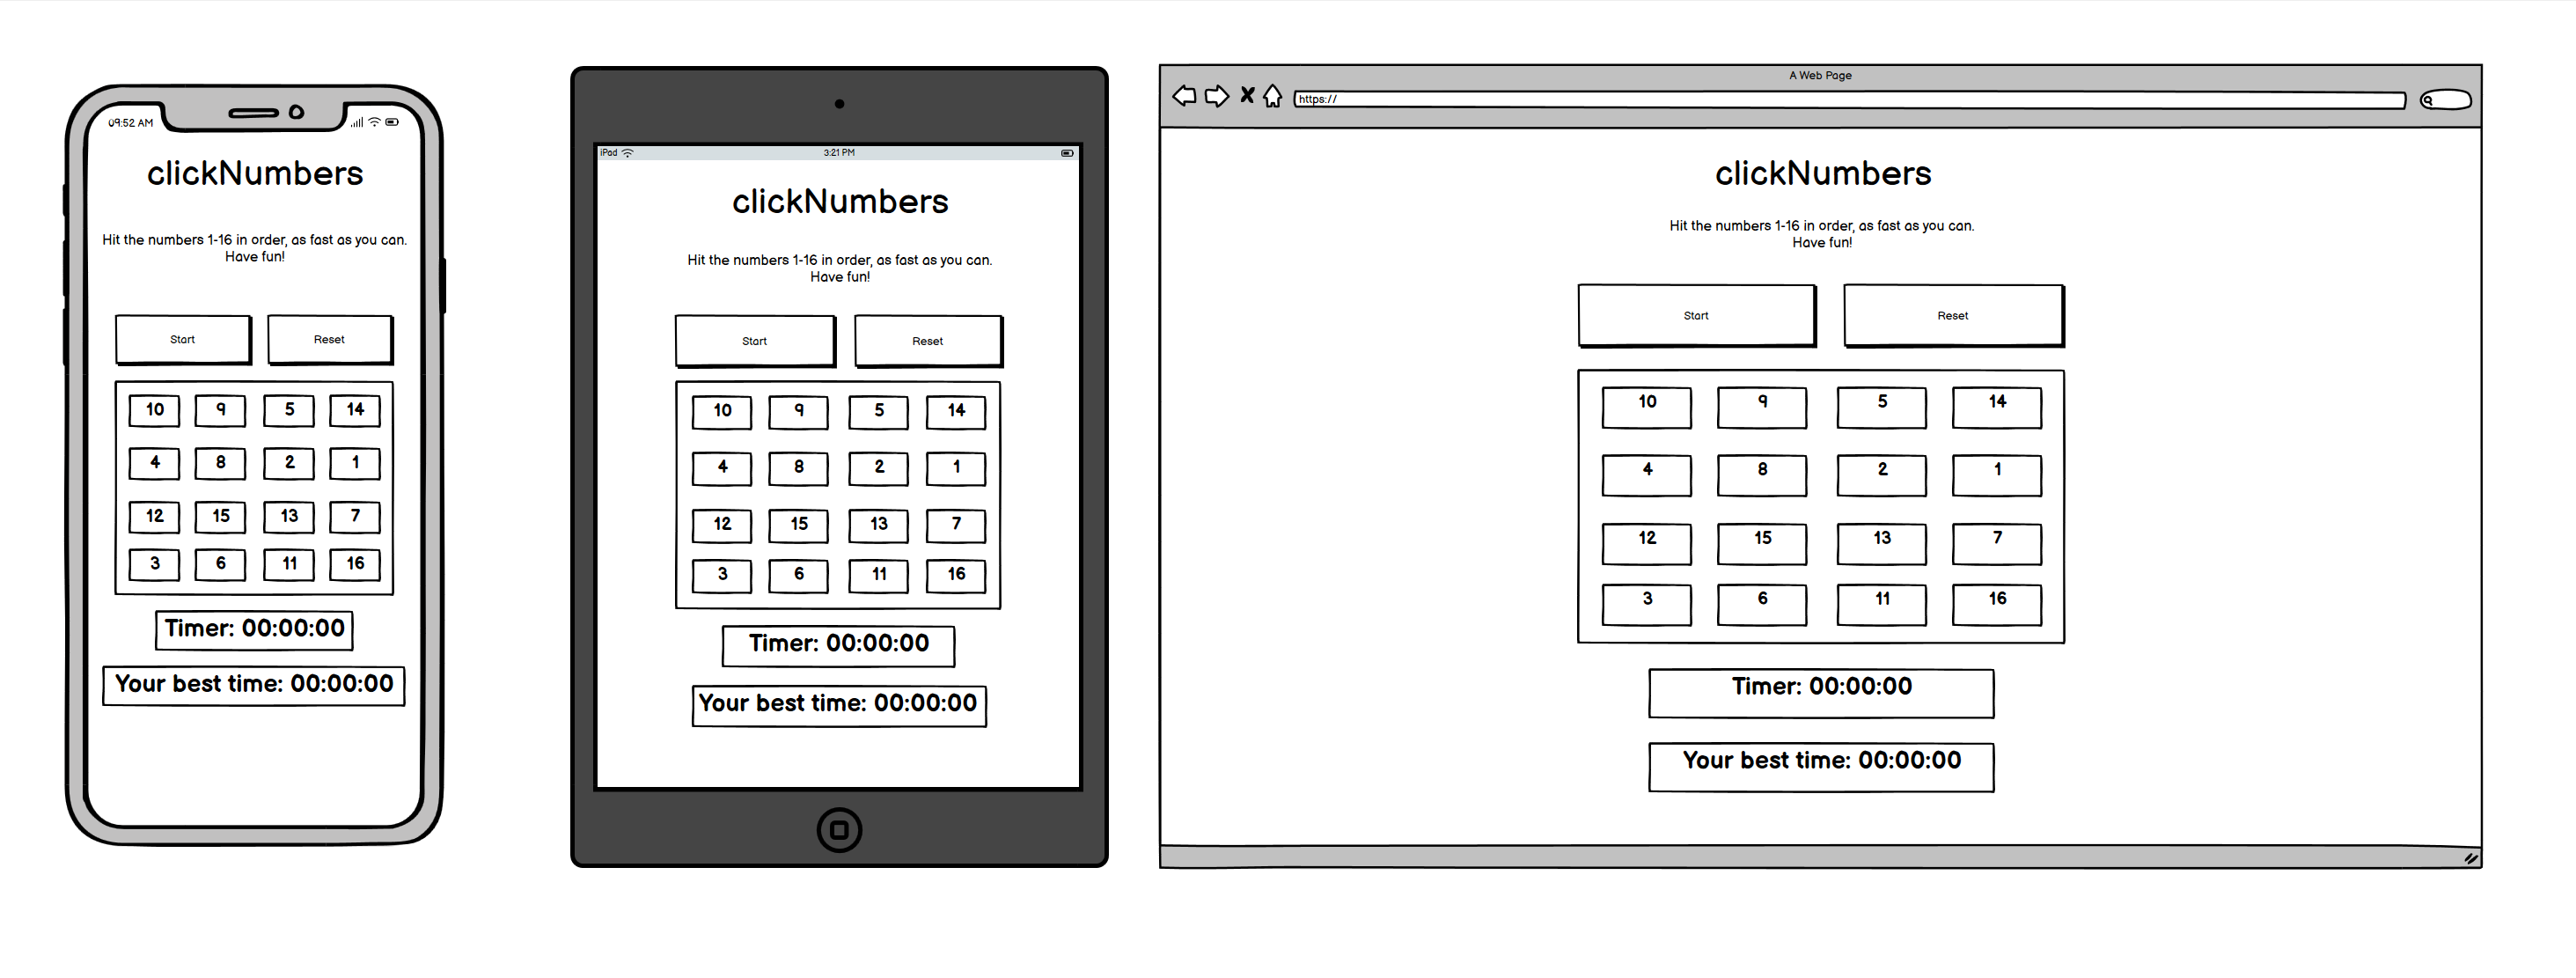 09:52 AM
clickNumbers
Hit the numbers 1-16 in order, as fast as you can.
Have fun!
Start Reset
10 9 5 14
4 8 2 1
12 15 13 7
3 6 11 16
Timer: 00:00:00
Your best time: 00:00:00
iPad 3:21 PM
clickNumbers
Hit the numbers 1-16 in order, as fast as you can.
Have fun!
Start Reset
10 9 5 14
4 8 2 1
12 15 13 7
3 6 11 16
Timer: 00:00:00
Your best time: 00:00:00
A Web Page
https://
clickNumbers
Hit the numbers 1-16 in order, as fast as you can.
Have fun!
Start Reset
10 9 5 14
4 8 2 1
12 15 13 7
3 6 11 16
Timer: 00:00:00
Your best time: 00:00:00